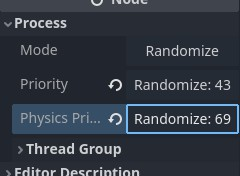 Node
Process
Mode Randomize
Priority Randomize: 43
Physics Pri... Randomize: 69
Thread Group
Editor Description